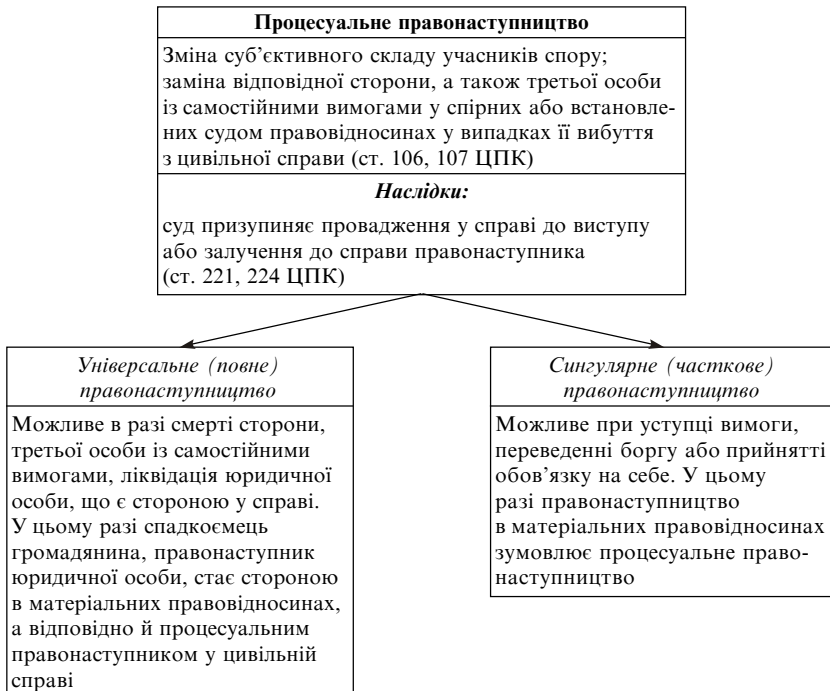 Процесуальне правонаступництво
Зміна суб’єктивного складу учасників спору;
заміна відповідної сторони, а також третьої особи
із самостійними вимогами у спірних або встановле-
них судом правовідносинах у випадках її вибуття
з цивільної справи (ст. 106, 107 ЦПК)
Наслідки:
суд призупиняє провадження у справі до виступу
або залучення до справи правонаступника
(ст. 221, 224 ЦПК)
Універсальне (повне)
правонаступництво
Можливе в разі смерті сторони,
третьої особи із самостійними
вимогами, ліквідація юридичної
особи, що є стороною у справі.
У цьому разі спадкоємець
громадянина, правонаступник
юридичної особи, стає стороною
в матеріальних правовідносинах,
а відповідно й процесуальним
правонаступником у цивільній
справі
Сингулярне (часткове)
правонаступництво
Можливе при уступці вимоги,
переведенні боргу або прийнятті
обов’язку на себе. У цьому
разі правонаступництво
в матеріальних правовідносинах
зумовлює процесуальне право-
наступництво